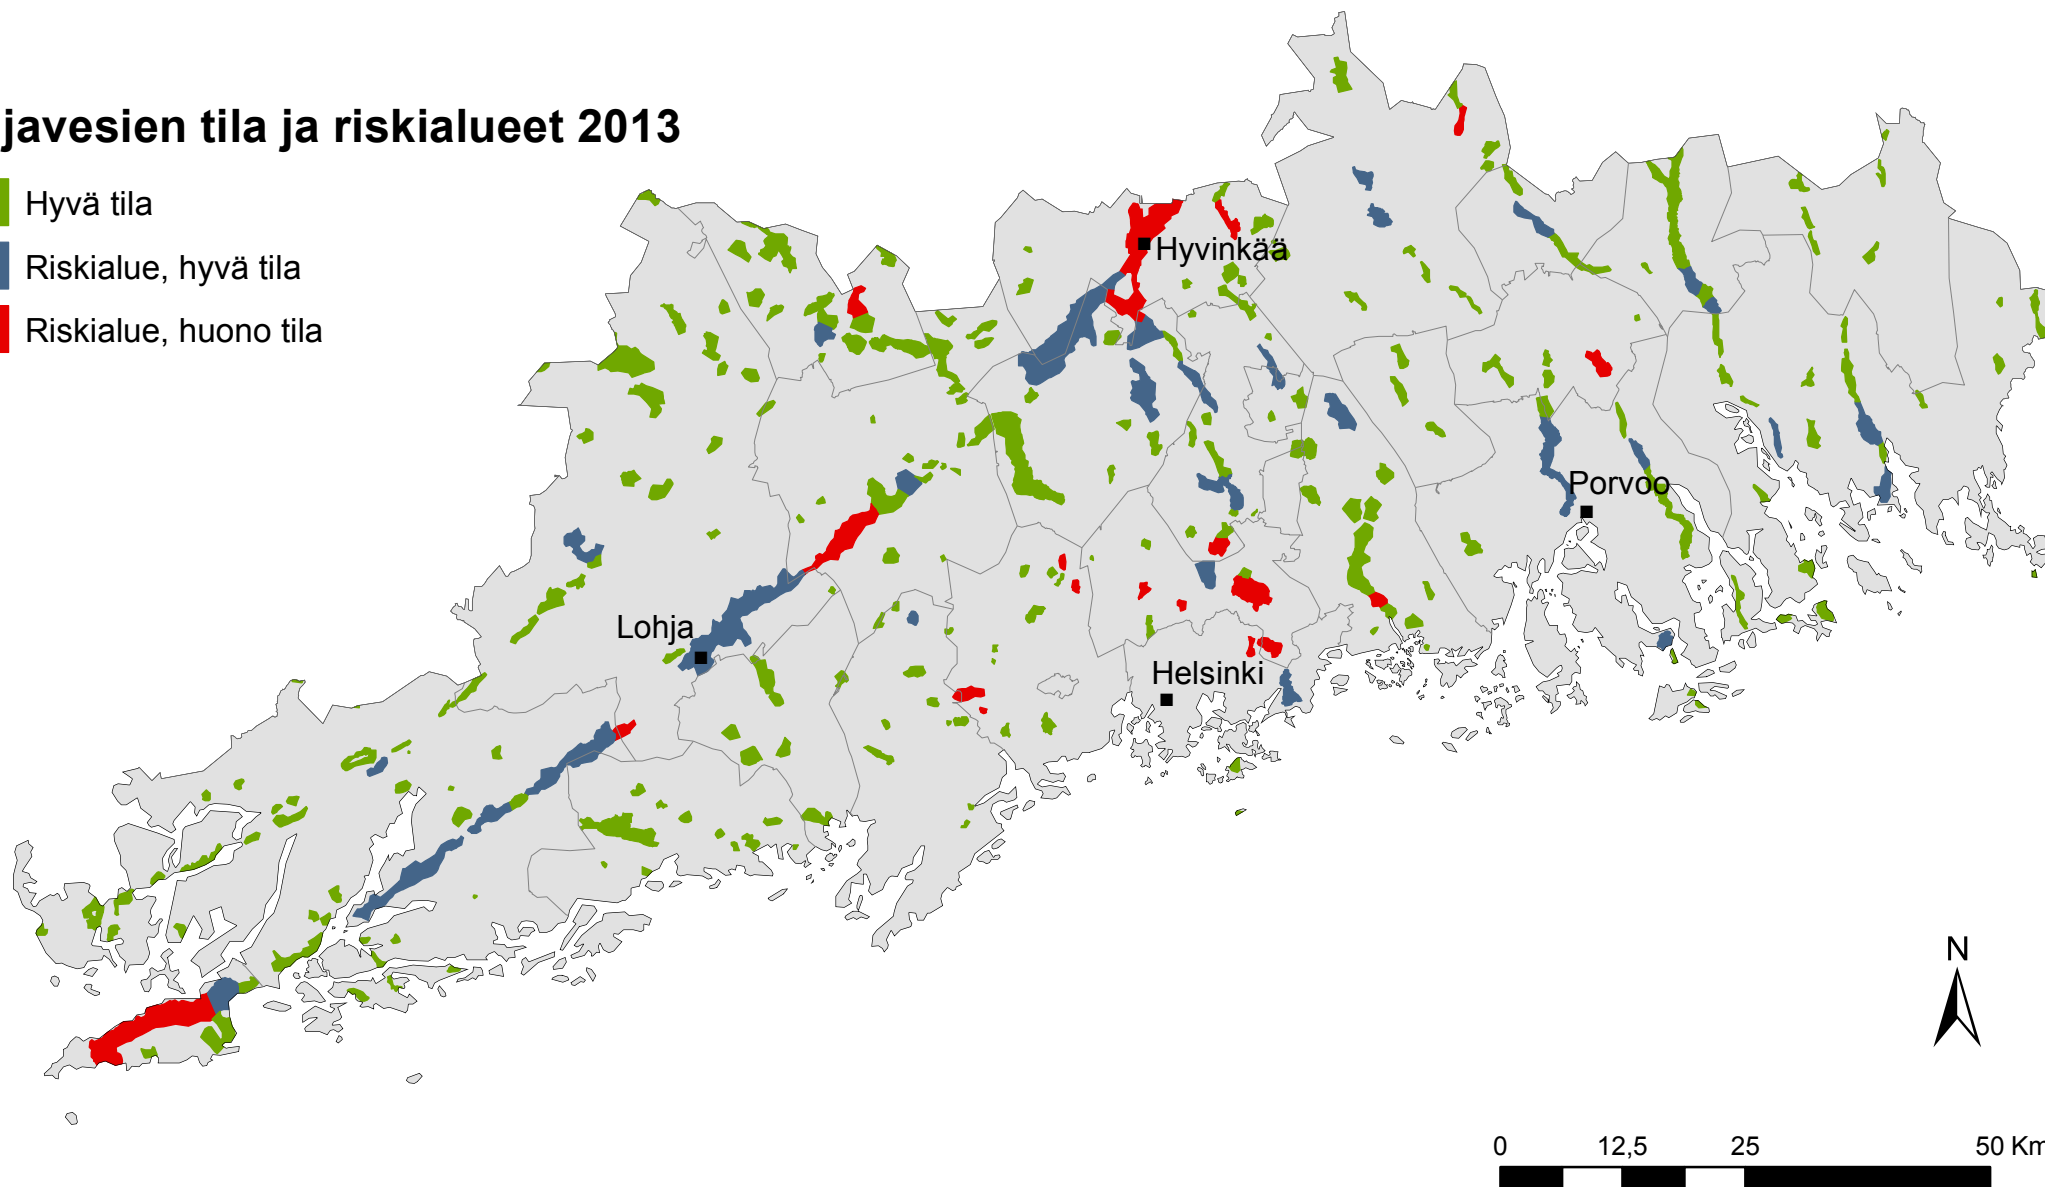 javesien tila ja riskialueet 2013
Hyvä tila
Riskialue, hyvä tila
Riskialue, huono tila
Hyvinkää
Porvoo
Lohja
Helsinki
N
0 12,5 25 50 Km